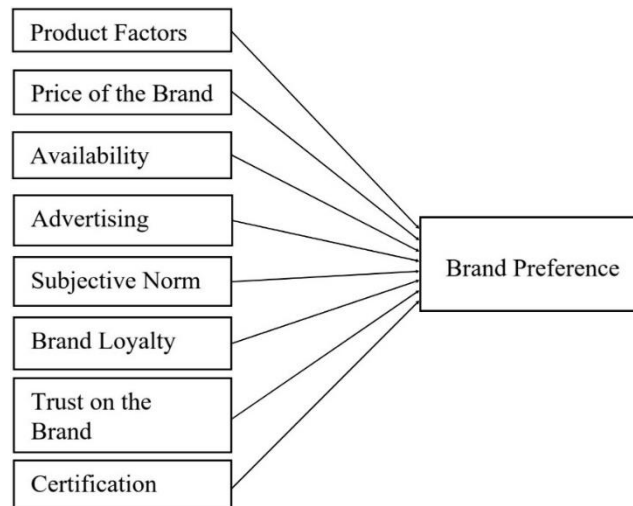 Product Factors
Price of the Brand
Availability
Advertising
Subjective Norm
Brand Loyalty
Trust on the
Brand
Certification
Brand Preference